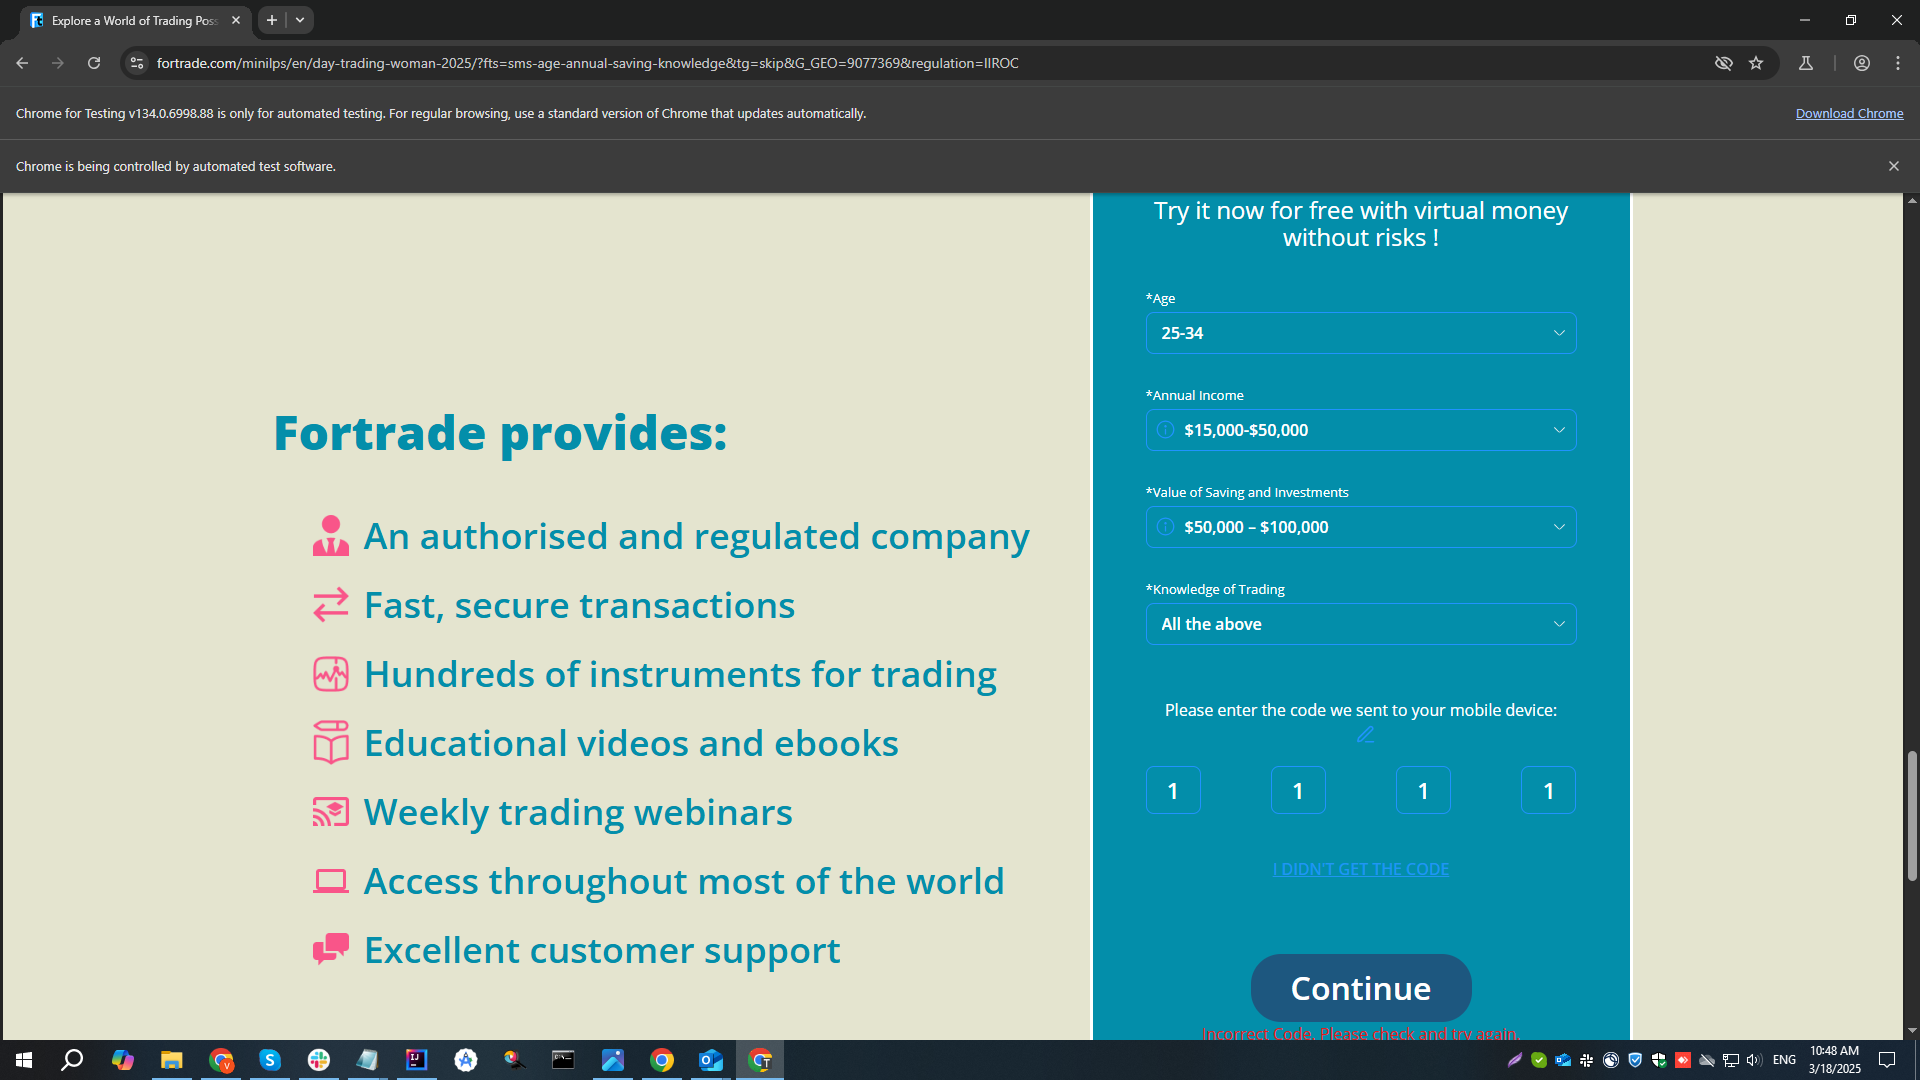 Explore a World of Trading Poss
fortrade.com/minilps/en/day-trading-woman-2025/?fts=sms-age-annual-saving-knowledge&tg=skip&G_GEO=9077369&regulation=IIROC
Chrome for Testing v134.0.6998.88 is only for automated testing. For regular browsing, use a standard version of Chrome that updates automatically.
Download Chrome
Chrome is being controlled by automated test software.
Fortrade provides:
An authorised and regulated company
Fast, secure transactions
Hundreds of instruments for trading
Educational videos and ebooks
Weekly trading webinars
Access throughout most of the world
Excellent customer support
Try it now for free with virtual money
without risks !
*Age
25-34
*Annual Income
$15,000-$50,000
*Value of Saving and Investments
$50,000 – $100,000
*Knowledge of Trading
All the above
Please enter the code we sent to your mobile device:
1 1 1 1
I DIDN'T GET THE CODE
Continue
Incorrect Code. Please check and try again.
ENG
10:48 AM
3/18/2025